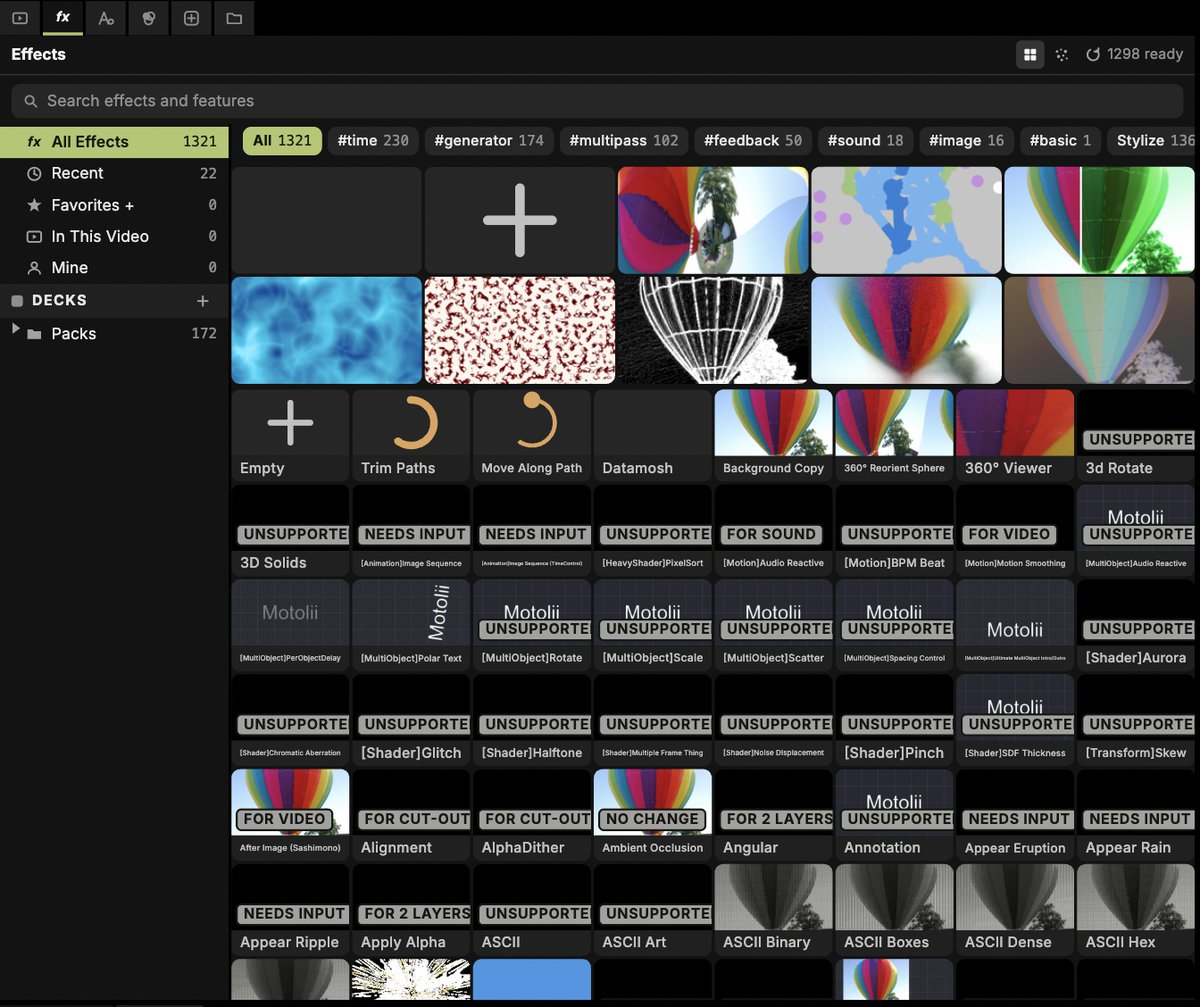 fx
Effects
1298 ready
Search effects and features
fx All Effects 1321
Recent 22
Favorites + 0
In This Video 0
Mine 0
DECKS +
Packs 172
All 1321 #time 230 #generator 174 #multipass 102 #feedback 50 #sound 18 #image 16 #basic 1 Stylize 136
UNSUPPORTE
Empty Trim Paths Move Along Path Datamosh Background Copy 360° Reorient Sphere 360° Viewer 3d Rotate
Motolii
UNSUPPORTE NEEDS INPUT NEEDS INPUT UNSUPPORTE FOR SOUND UNSUPPORTE FOR VIDEO UNSUPPORTE
3D Solids [Animation]Image Sequence [Animation]Image Sequence (TimeControl) [HeavyShader]PixelSort [Motion]Audio Reactive [Motion]BPM Beat [Motion]Motion Smoothing [MultiObject]Audio Reactive
Motolii Motolii Motolii Motolii Motolii Motolii Motolii
UNSUPPORTE UNSUPPORTE UNSUPPORTE UNSUPPORTE UNSUPPORTE
[MultiObject]PerObjectDelay [MultiObject]Polar Text [MultiObject]Rotate [MultiObject]Scale [MultiObject]Scatter [MultiObject]Spacing Control [MultiObject]Ultimate MultiObject Intro/Outro [Shader]Aurora
Motolii
UNSUPPORTE UNSUPPORTE UNSUPPORTE UNSUPPORTE UNSUPPORTE UNSUPPORTE UNSUPPORTE UNSUPPORTE
[Shader]Chromatic Aberration [Shader]Glitch [Shader]Halftone [Shader]Multiple Frame Thing [Shader]Noise Displacement [Shader]Pinch [Shader]SDF Thickness [Transform]Skew
Motolii
FOR VIDEO FOR CUT-OUT FOR CUT-OUT NO CHANGE FOR 2 LAYERS UNSUPPORTE NEEDS INPUT NEEDS INPUT
After Image (Sashimono) Alignment AlphaDither Ambient Occlusion Angular Annotation Appear Eruption Appear Rain
NEEDS INPUT FOR 2 LAYERS UNSUPPORTE UNSUPPORTE
Appear Ripple Apply Alpha ASCII ASCII Art ASCII Binary ASCII Boxes ASCII Dense ASCII Hex